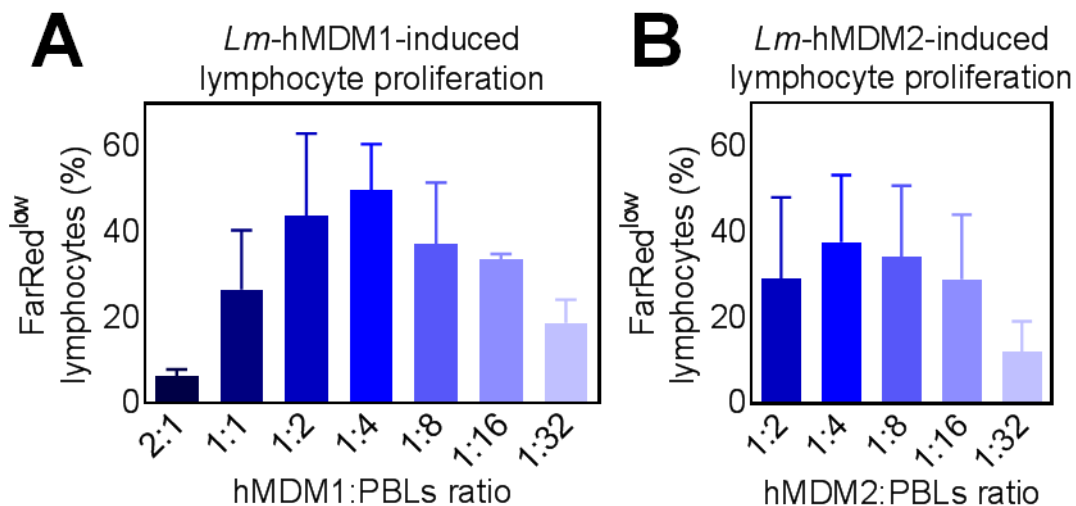 A
Lm-hMDM1-induced
lymphocyte proliferation
FarRedlow
lymphocytes (%)
60
40
20
0
2:1
1:1
1:2
1:4
1:8
1:16
1:32
hMDM1:PBLs ratio
B
Lm-hMDM2-induced
lymphocyte proliferation
FarRedlow
lymphocytes (%)
60
40
20
0
1:2
1:4
1:8
1:16
1:32
hMDM2:PBLs ratio